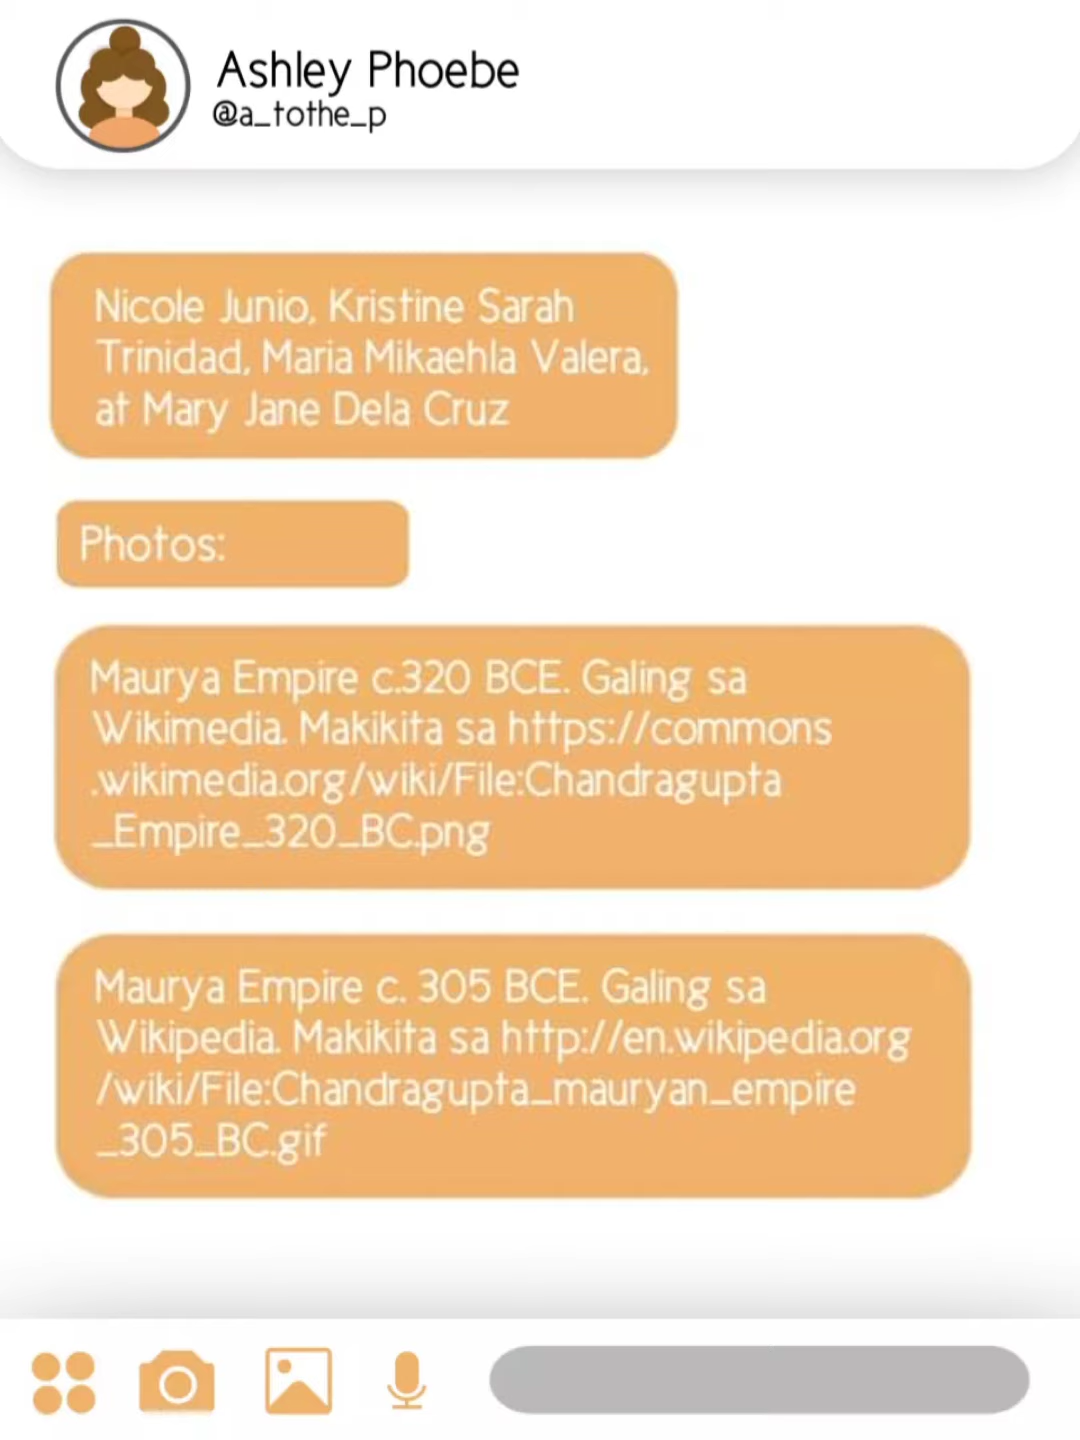 Ashley Phoebe
@a_tothe_p
Nicole Junio, Kristine Sarah
Trinidad, Maria Mikaehla Valera,
at Mary Jane Dela Cruz
Photos:
Maurya Empire c.320 BCE. Galing sa
Wikimedia. Makikita sa https://commons
.wikimedia.org/wiki/File:Chandragupta
_Empire_320_BC.png
Maurya Empire c. 305 BCE. Galing sa
Wikipedia. Makikita sa http://en.wikipedia.org
/wiki/File:Chandragupta_mauryan_empire
_305_BC.gif